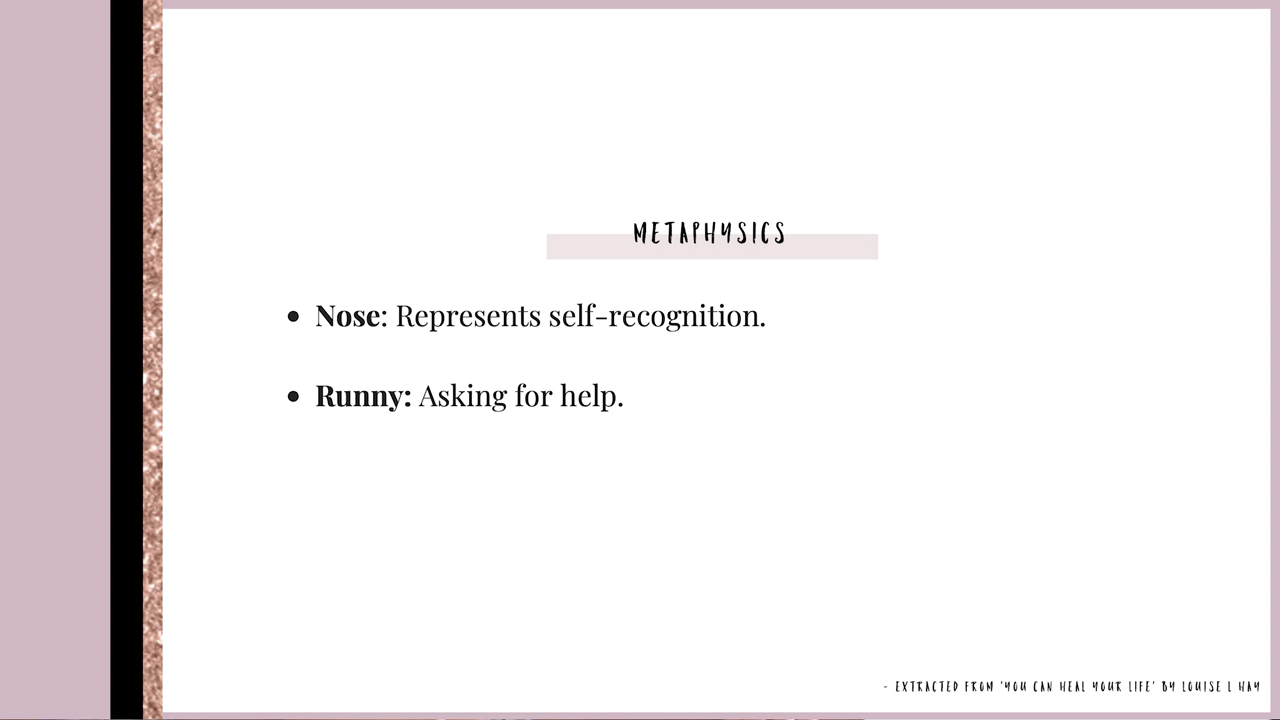 METAPHYSICS
Nose: Represents self-recognition.
Runny: Asking for help.
- EXTRACTED FROM 'YOU CAN HEAL YOUR LIFE' BY LOUISE L HAY